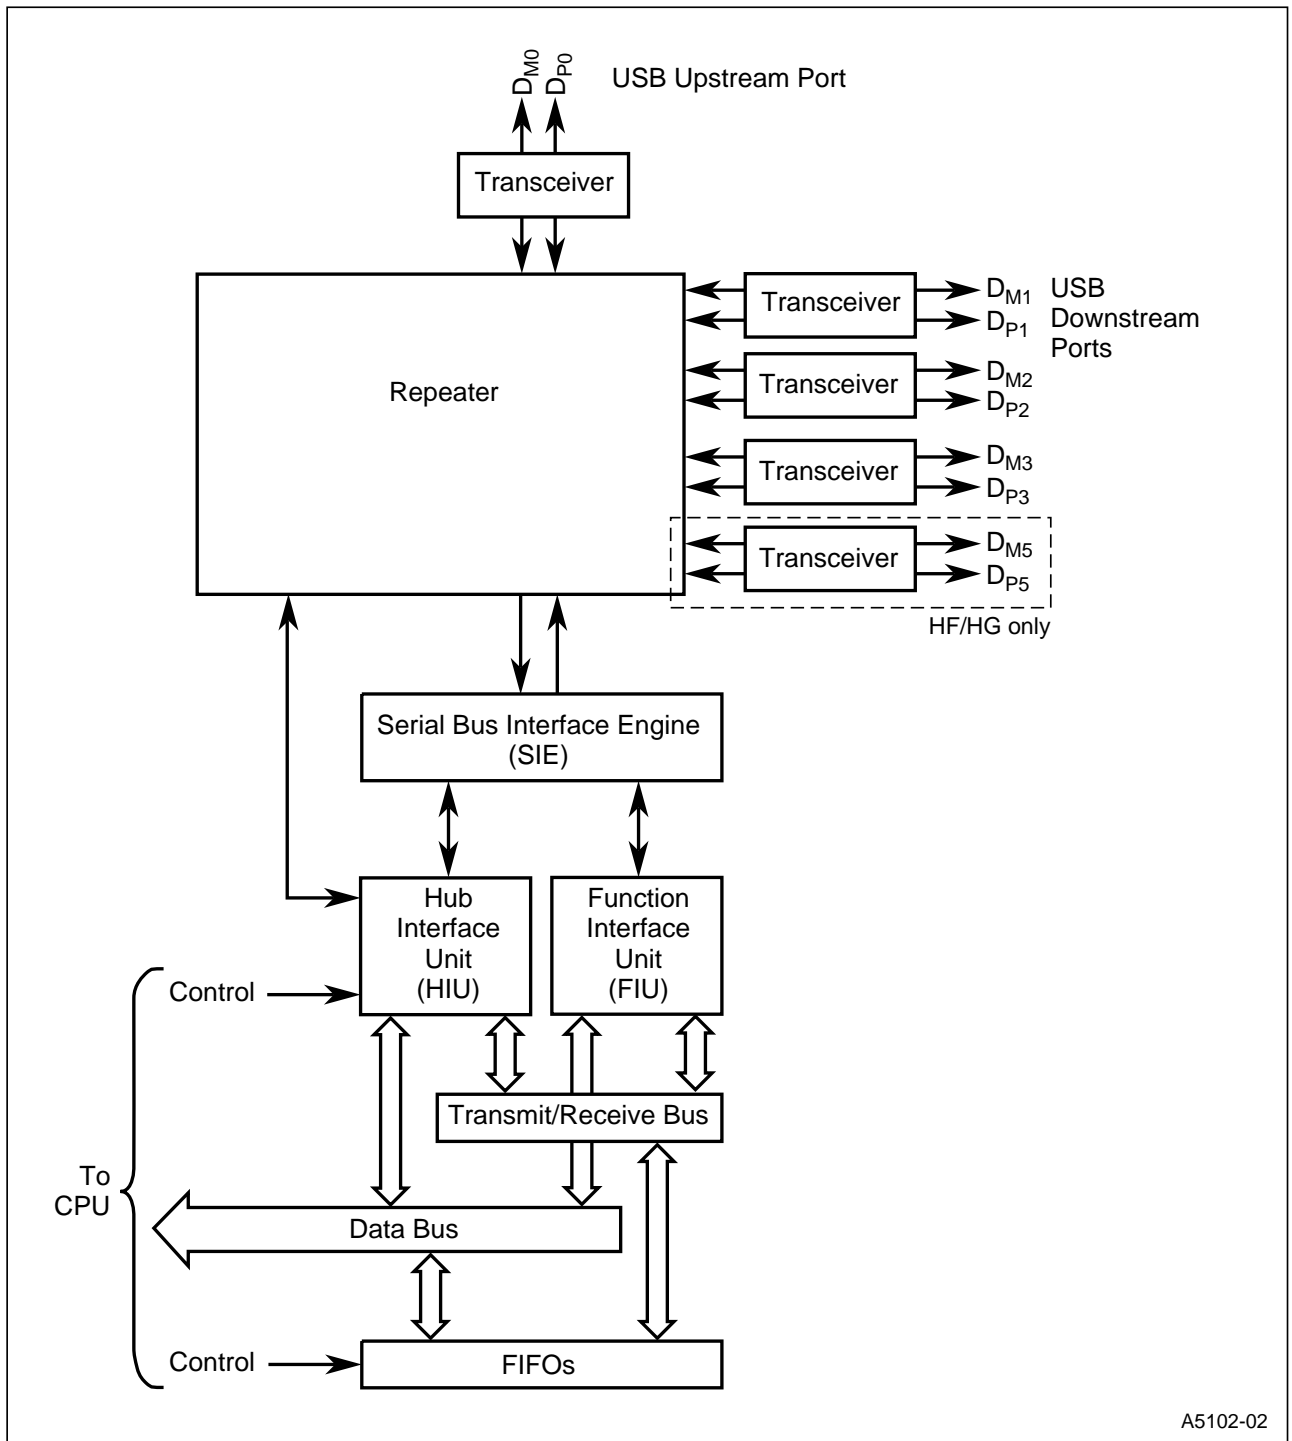 DM0 DP0 USB Upstream Port
Transceiver
Transceiver DM1 USB
DP1 Downstream
Ports
Repeater
Transceiver DM2
DP2
Transceiver DM3
DP3
Transceiver DM5
DP5
HF/HG only
Serial Bus Interface Engine
(SIE)
Hub
Interface
Unit
(HIU)
Function
Interface
Unit
(FIU)
Control
Transmit/Receive Bus
To
CPU
Data Bus
Control
FIFOs
A5102-02